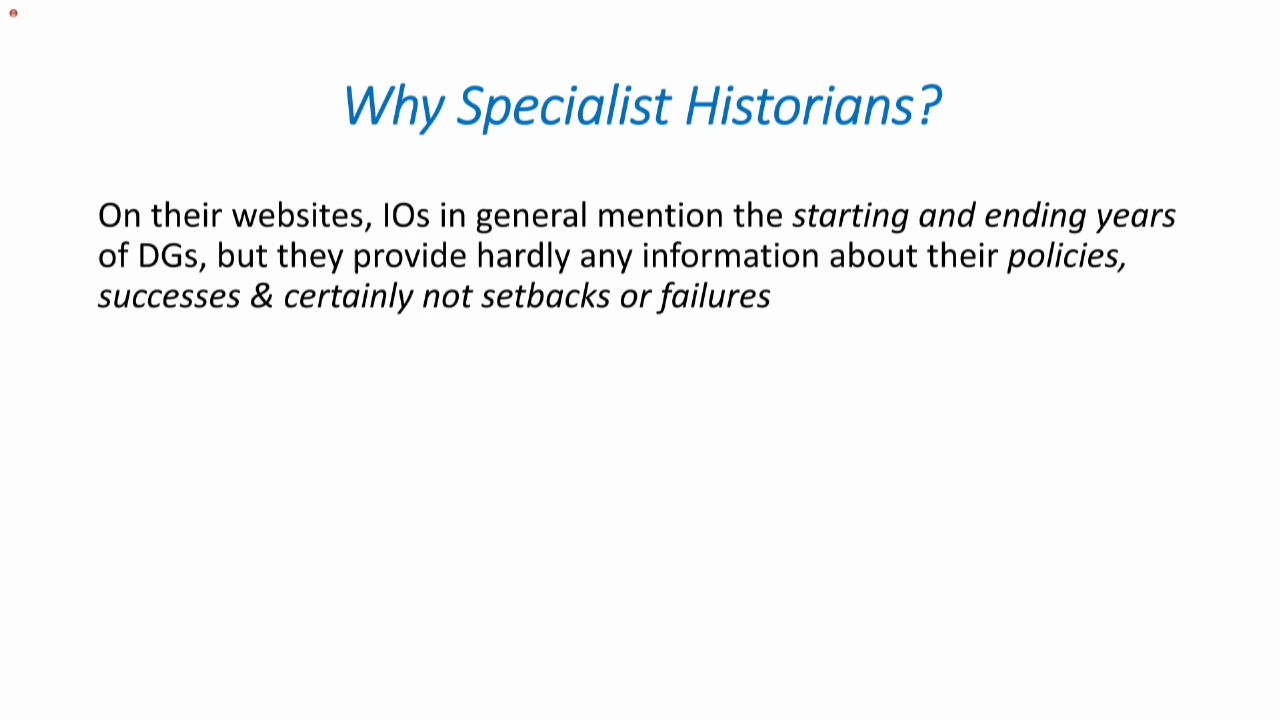 Why Specialist Historians?
On their websites, IOs in general mention the starting and ending years
of DGs, but they provide hardly any information about their policies,
successes & certainly not setbacks or failures